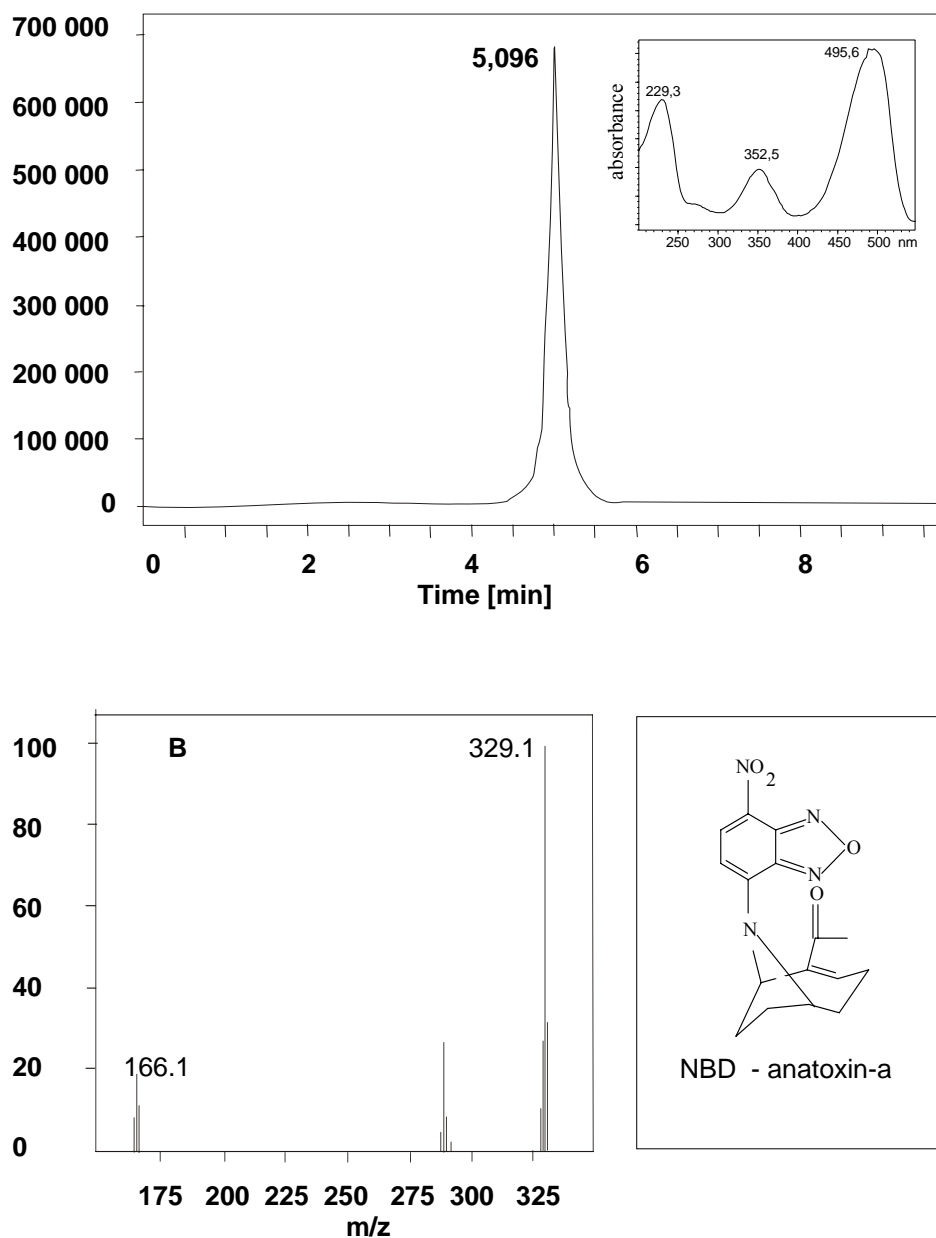 700 000
600 000
500 000
400 000
300 000
200 000
100 000
0
5,096
absorbance
229,3
352,5
495,6
250 300 350 400 450 500 nm
0 2 4 6 8
Time [min]
100
80
60
40
20
0
B
329.1
166.1
175 200 225 250 275 300 325
m/z
NO2
N
O
N
O
N
NBD - anatoxin-a